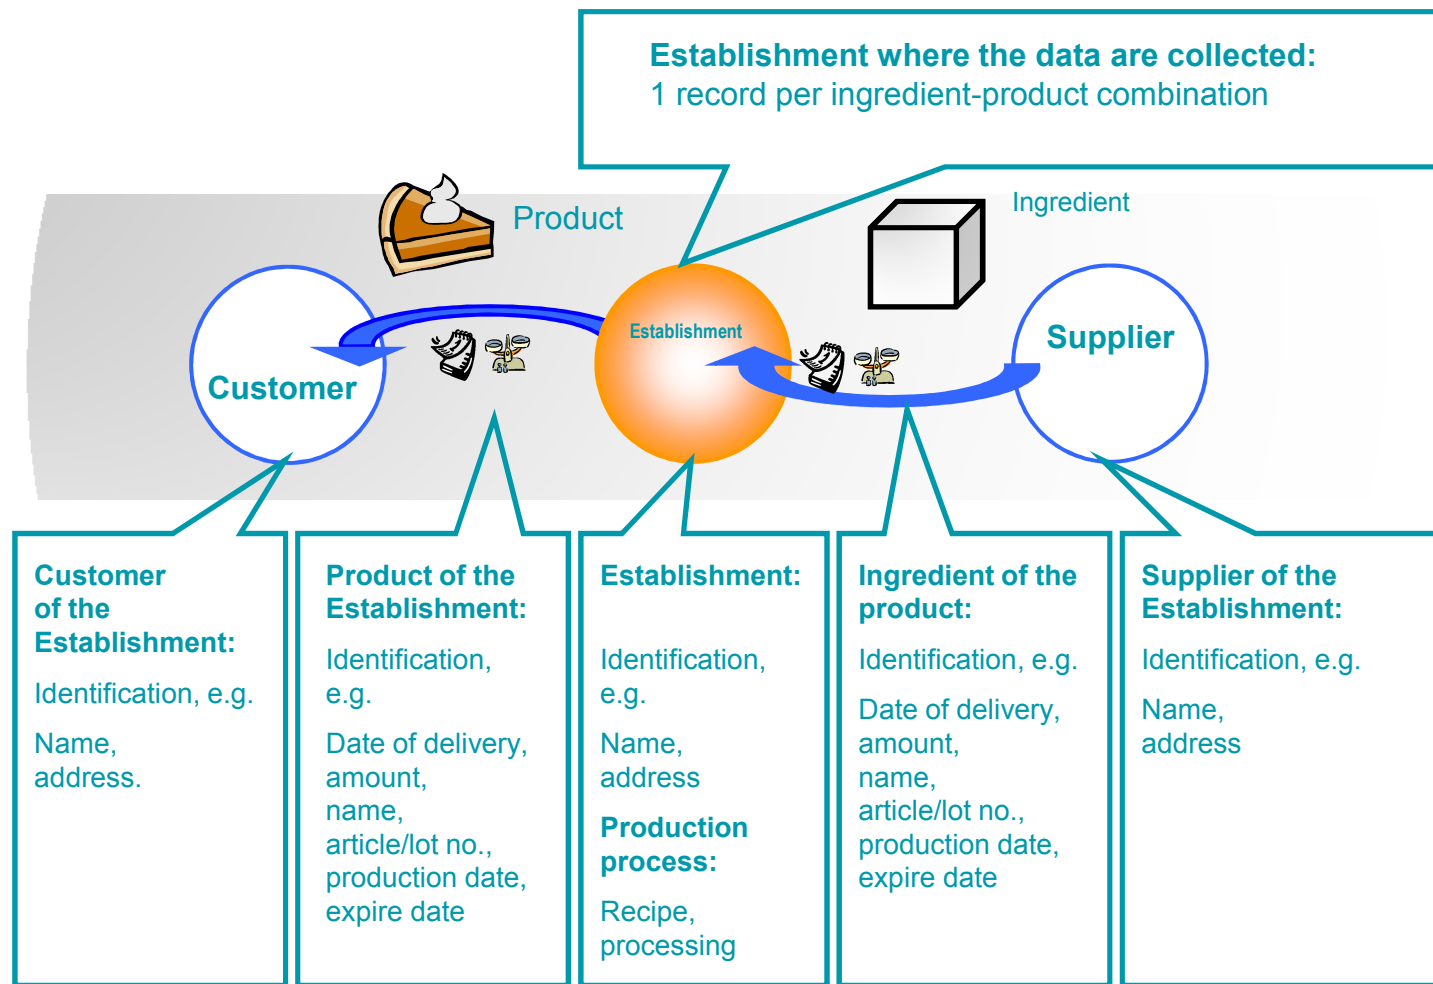 Establishment where the data are collected:
1 record per ingredient-product combination
Product
Ingredient
Customer
Establishment
Supplier
Customer
of the
Establishment:
Identification, e.g.
Name,
address.
Product of the
Establishment:
Identification,
e.g.
Date of delivery,
amount,
name,
article/lot no.,
production date,
expire date
Establishment:
Identification,
e.g.
Name,
address
Production
process:
Recipe,
processing
Ingredient of the
product:
Identification, e.g.
Date of delivery,
amount,
name,
article/lot no.,
production date,
expire date
Supplier of the
Establishment:
Identification, e.g.
Name,
address